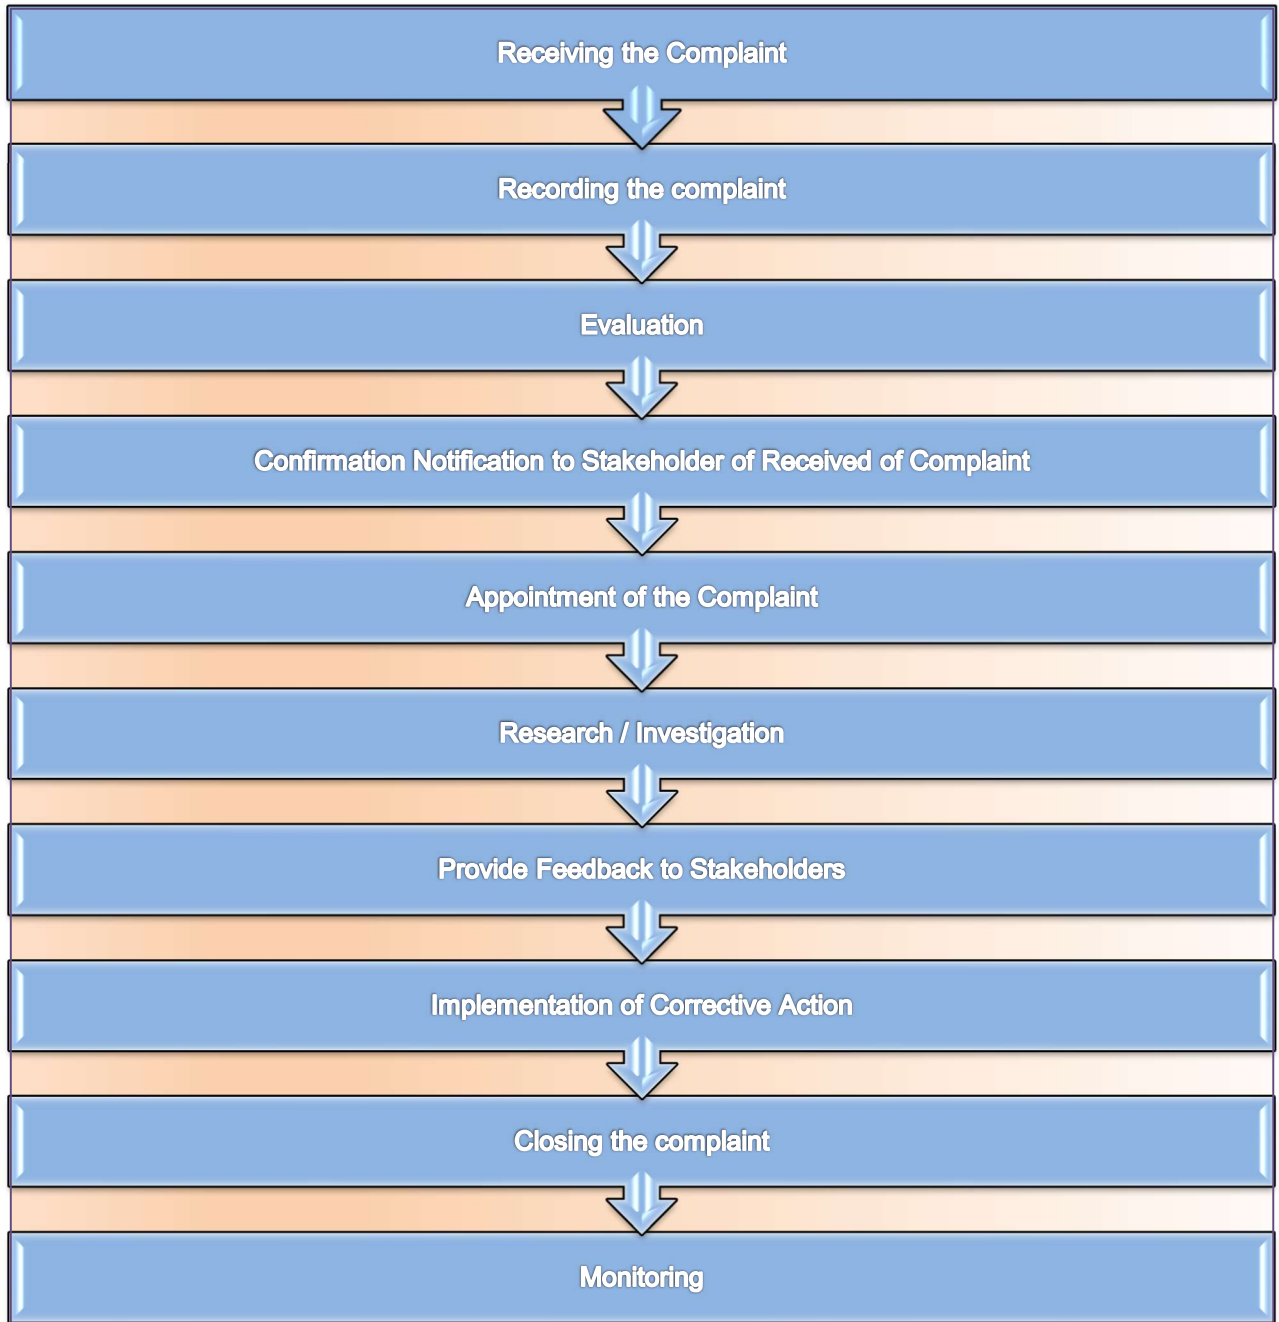 Receiving the Complaint
Recording the complaint
Evaluation
Confirmation Notification to Stakeholder of Received of Complaint
Appointment of the Complaint
Research / Investigation
Provide Feedback to Stakeholders
Implementation of Corrective Action
Closing the complaint
Monitoring